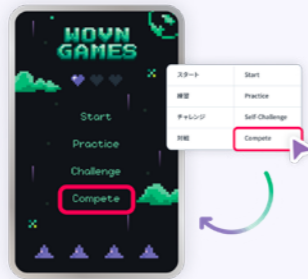 WOVN
GAMES
Start
Practice
Challenge
Compete
スタート Start
練習 Practice
チャレンジ Self-Challenge
対戦 Compete